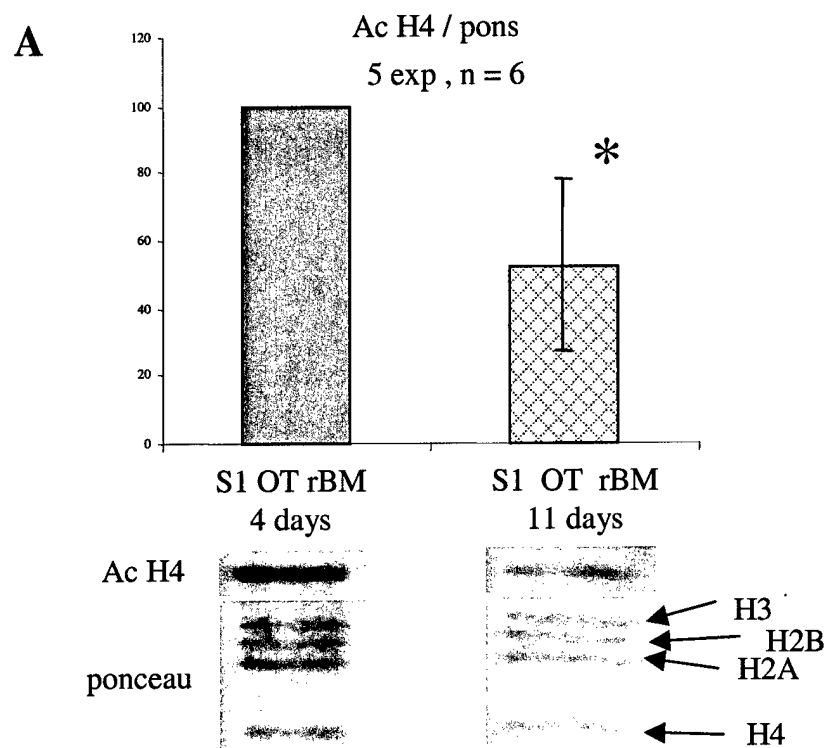 A
Ac H4 / pons
5 exp , n = 6
120
100
80
60
40
20
0
*
S1 OT rBM
4 days
S1 OT rBM
11 days
Ac H4
ponceau
H3
H2B
H2A
H4